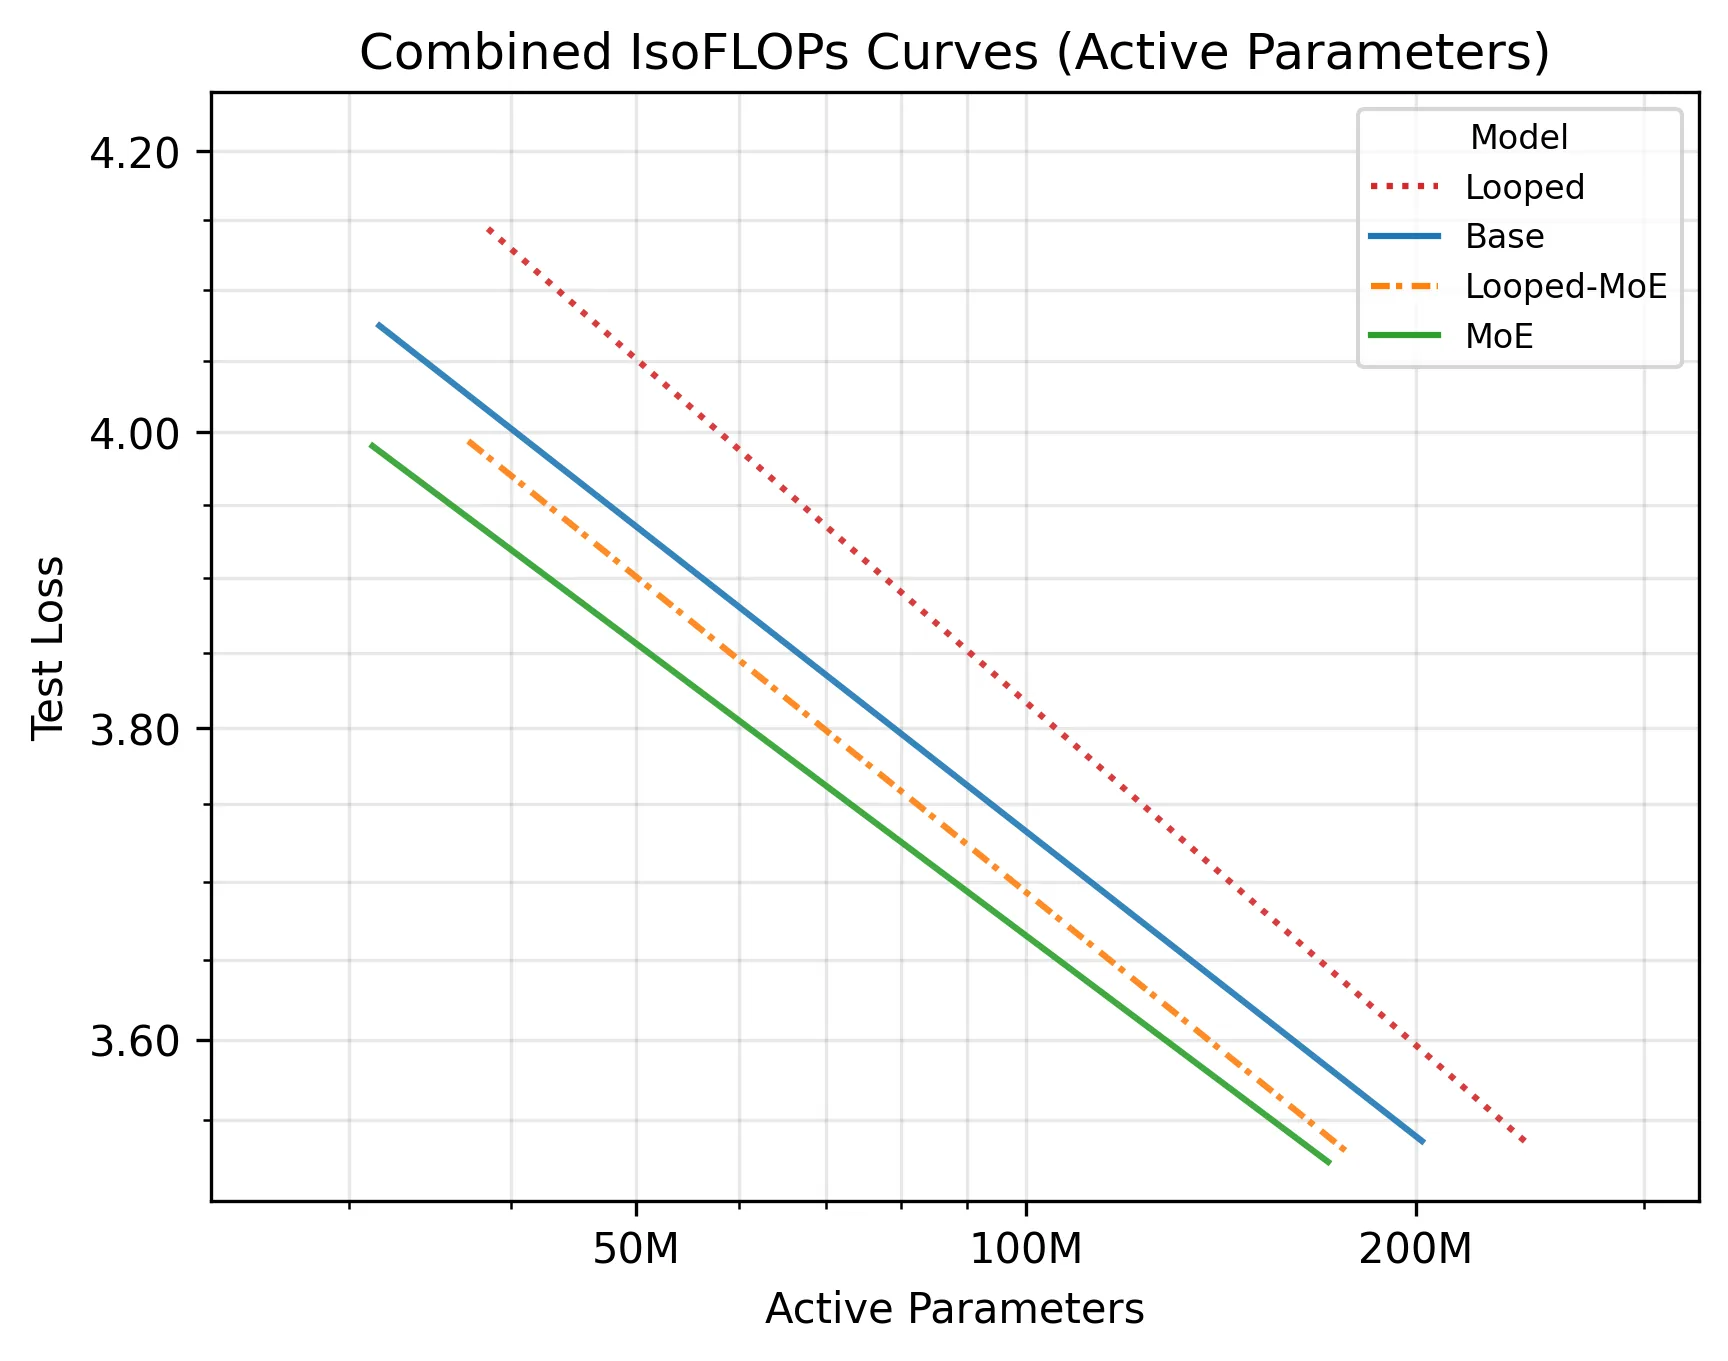 Combined IsoFLOPs Curves (Active Parameters)
Model
Looped
Base
Looped-MoE
MoE
4.20
4.00
3.80
3.60
Test Loss
50M
100M
200M
Active Parameters